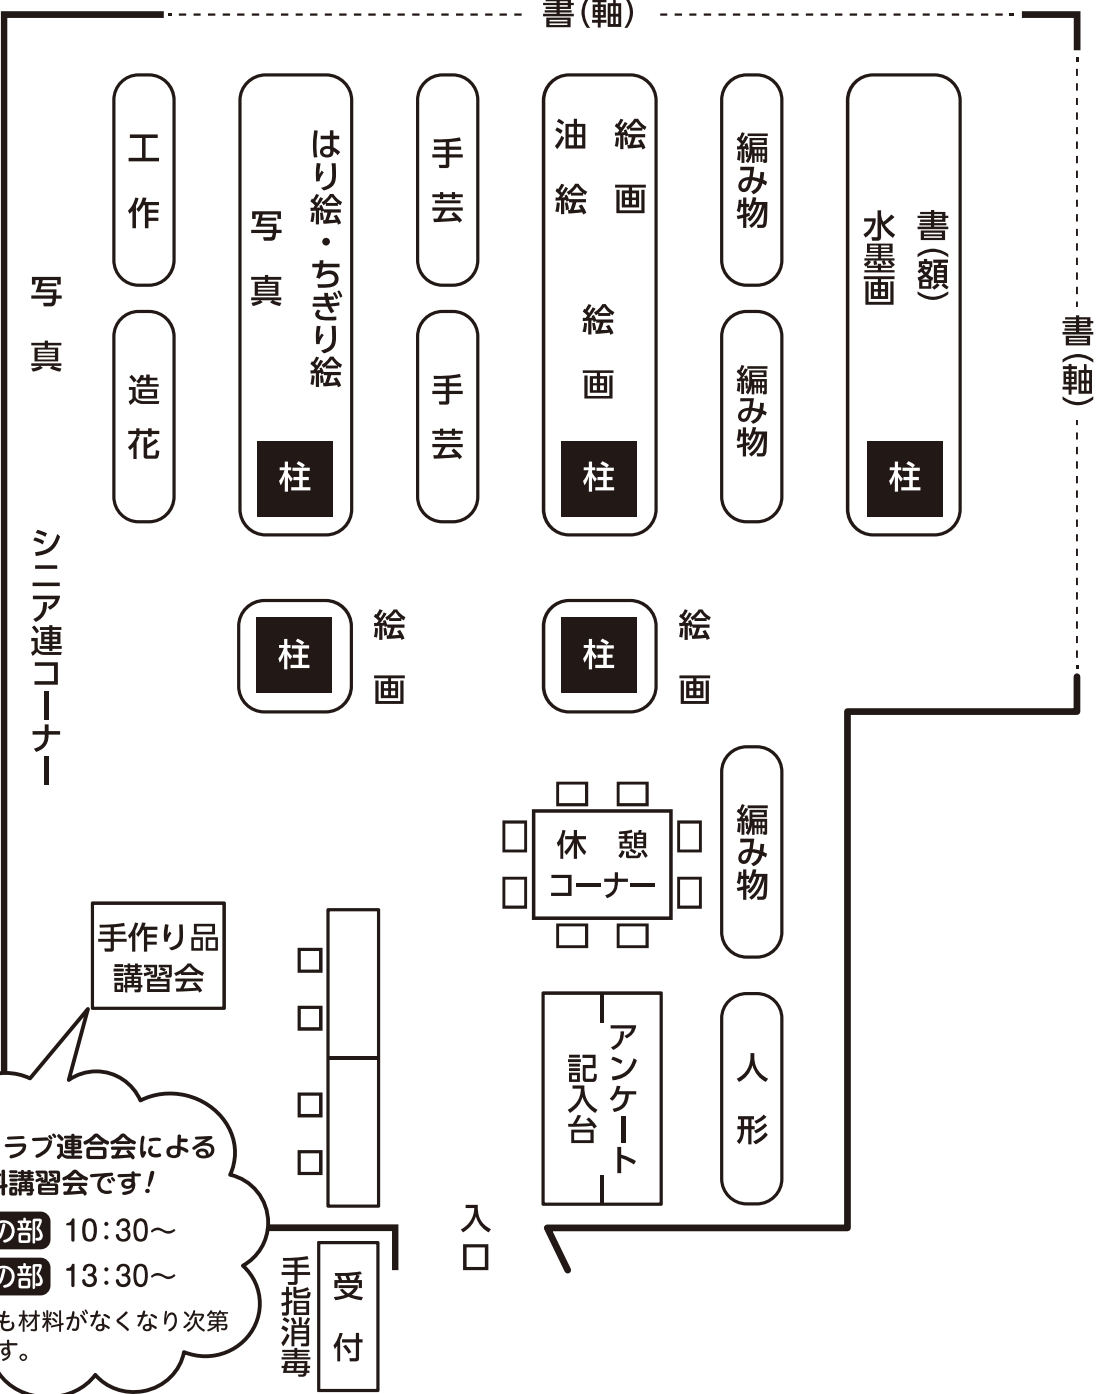 書(軸)
工作
はり絵・ちぎり絵
写真
柱
手芸
絵画
油絵
絵画
柱
編み物
書(額)
水墨画
柱
写真
造花
手芸
編み物
書(軸)
シニア連コーナー
柱
絵画
柱
絵画
休憩
コーナー
編み物
手作り品
講習会
アンケート
記入台
人形
ラブ連合会による
料講習会です!
の部 10:30〜
の部 13:30〜
も材料がなくなり次第
す。
入口
手指消毒
受付